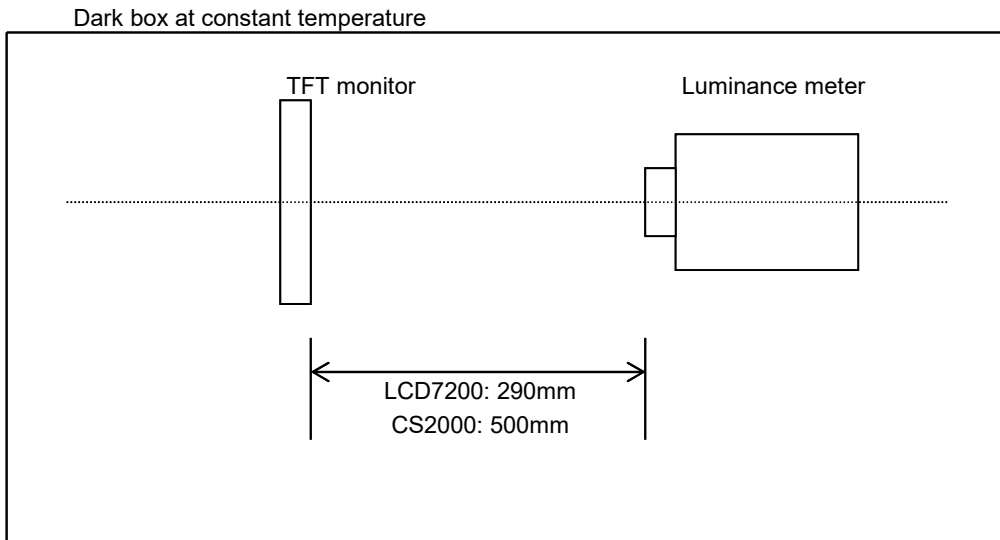 Dark box at constant temperature
TFT monitor
Luminance meter
LCD7200: 290mm
CS2000: 500mm